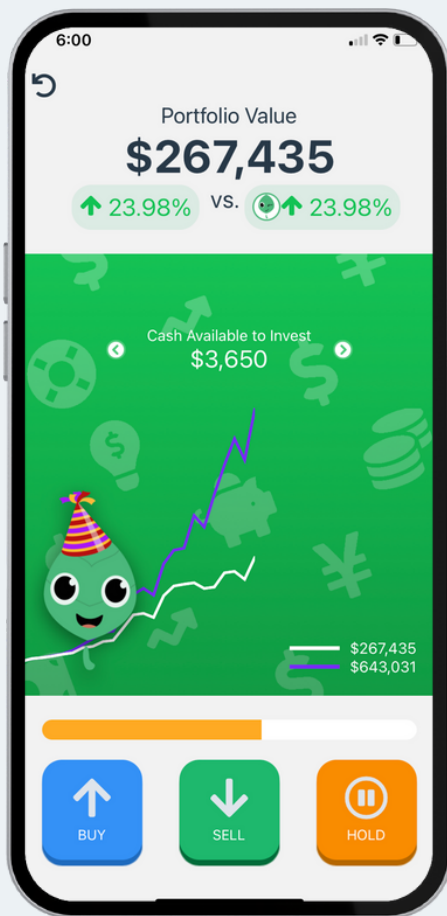 6:00
Portfolio Value
$267,435
23.98% vs. 23.98%
Cash Available to Invest
$3,650
$267,435
$643,031
BUY SELL HOLD